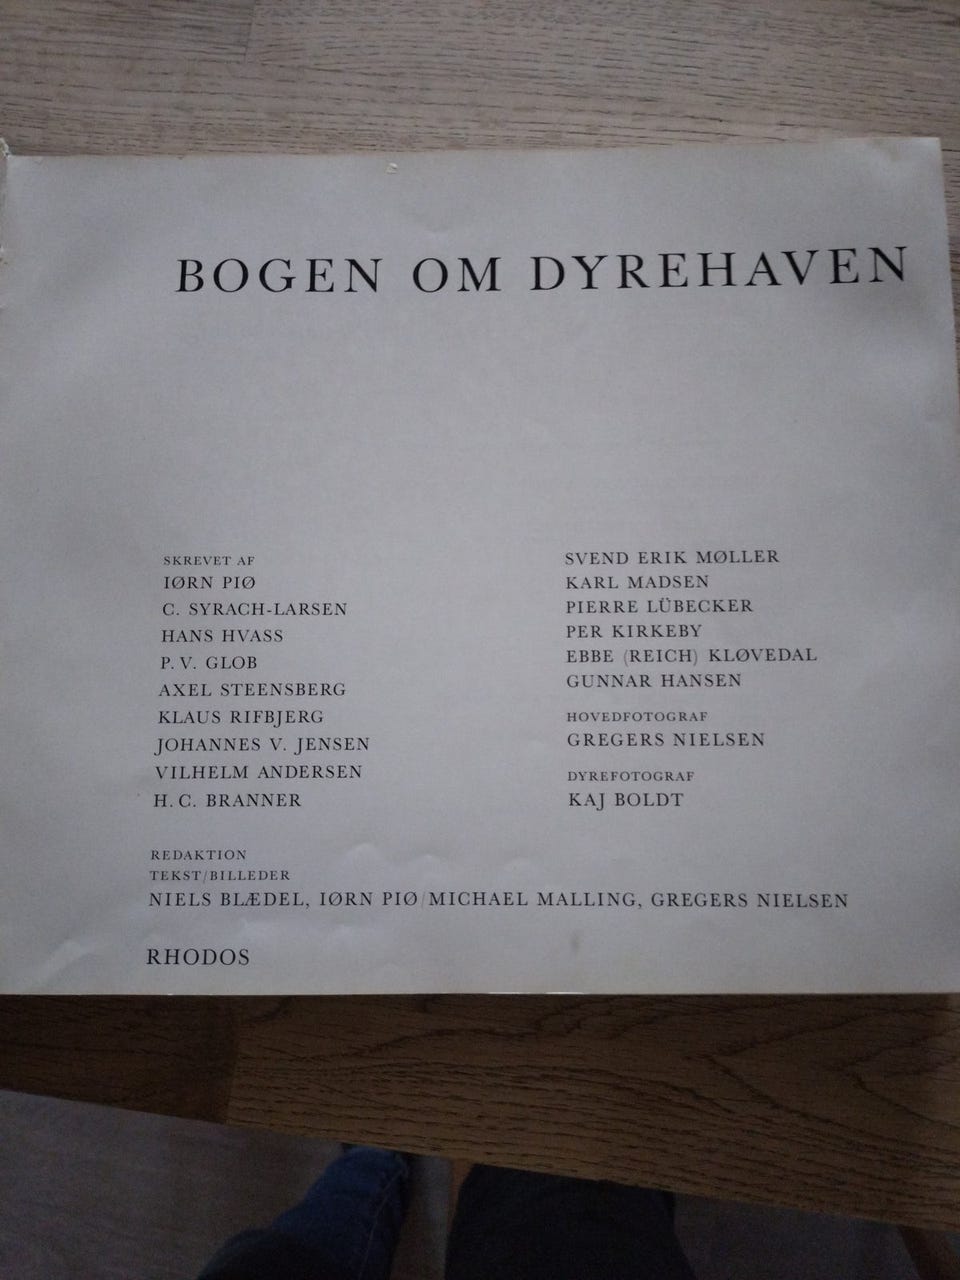 BOGEN OM DYREHAVEN
SKREVET AF
IØRN PIØ
C. SYRACH-LARSEN
HANS HVASS
P. V. GLOB
AXEL STEENSBERG
KLAUS RIFBJERG
JOHANNES V. JENSEN
VILHELM ANDERSEN
H. C. BRANNER
SVEND ERIK MØLLER
KARL MADSEN
PIERRE LÜBECKER
PER KIRKEBY
EBBE (REICH) KLØVEDAL
GUNNAR HANSEN
HOVEDFOTOGRAF
GREGERS NIELSEN
DYREFOTOGRAF
KAJ BOLDT
REDAKTION
TEKST/BILLEDER
NIELS BLÆDEL, IØRN PIØ/MICHAEL MALLING, GREGERS NIELSEN
RHODOS